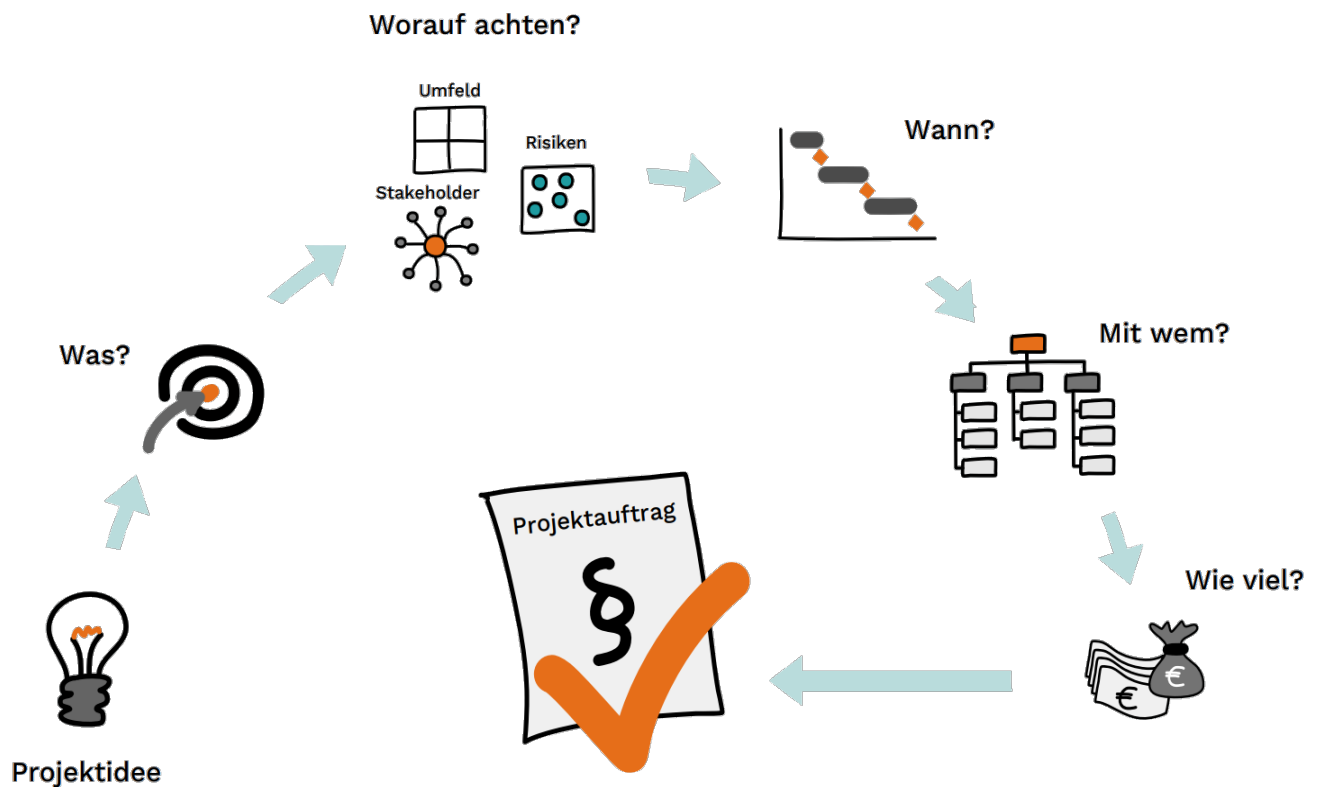 Worauf achten?
Umfeld
Risiken
Stakeholder
Wann?
Mit wem?
Was?
Projektauftrag
§
Wie viel?
€
€
Projektidee